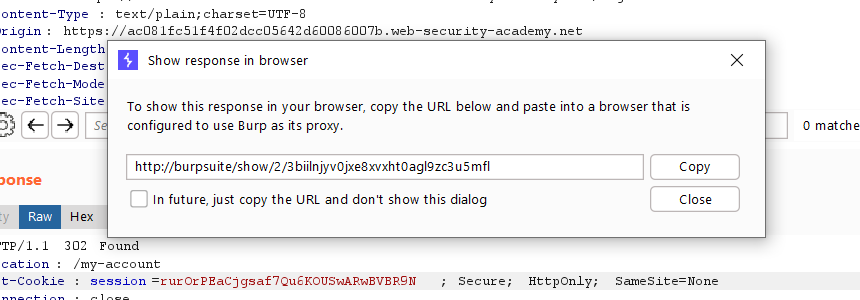 ontent-Type : text/plain;charset=UTF-8
rigin : https://ac081fc51f4f02dcc05642d60086007b.web-security-academy.net
ontent-Length
ec-Fetch-Dest
ec-Fetch-Mode
ec-Fetch-Site
Show response in browser
To show this response in your browser, copy the URL below and paste into a browser that is
configured to use Burp as its proxy.
http://burpsuite/show/2/3biilnjyv0jxe8xvxht0agl9zc3u5mfl
Copy
In future, just copy the URL and don't show this dialog
Close
Se
0 matche
ponse
ty Raw Hex
TP/1.1 302 Found
cation : /my-account
t-Cookie : session=rurOrPEaCjgsaf7Qu6KOUSwARwBVBR9N ; Secure; HttpOnly; SameSite=None
nnection : close